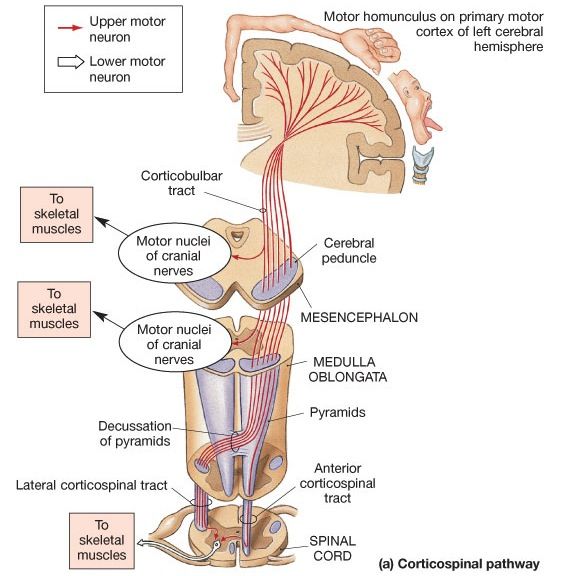 Upper motor
neuron
Lower motor
neuron
Motor homunculus on primary motor
cortex of left cerebral
hemisphere
Corticobulbar
tract
To
skeletal
muscles
Motor nuclei
of cranial
nerves
Cerebral
peduncle
To
skeletal
muscles
MESENCEPHALON
Motor nuclei
of cranial
nerves
MEDULLA
OBLONGATA
Pyramids
Decussation
of pyramids
Lateral corticospinal tract
Anterior
corticospinal
tract
To
skeletal
muscles
SPINAL
CORD
(a) Corticospinal pathway